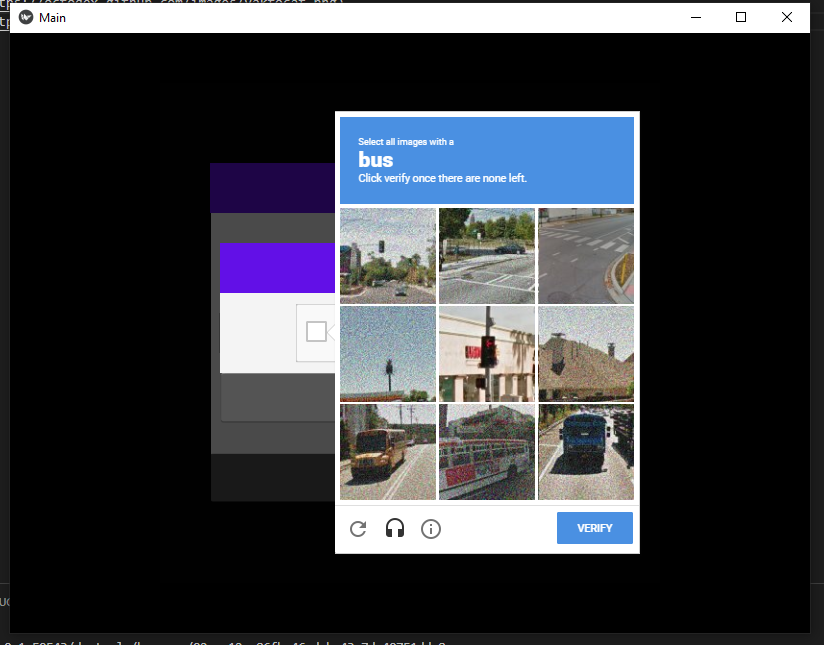 Main
Select all images with a
bus
Click verify once there are none left.
VERIFY